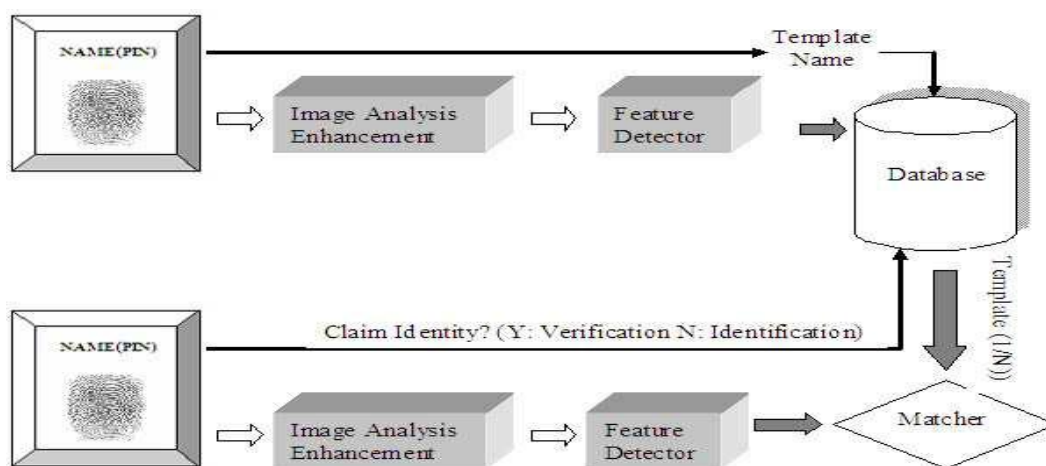 NAME(PIN)
Template
Name
Image Analysis
Enhancement
Feature
Detector
Database
Template (1/N))
Claim Identity? (Y: Verification N: Identification)
NAME(PIN)
Image Analysis
Enhancement
Feature
Detector
Matcher